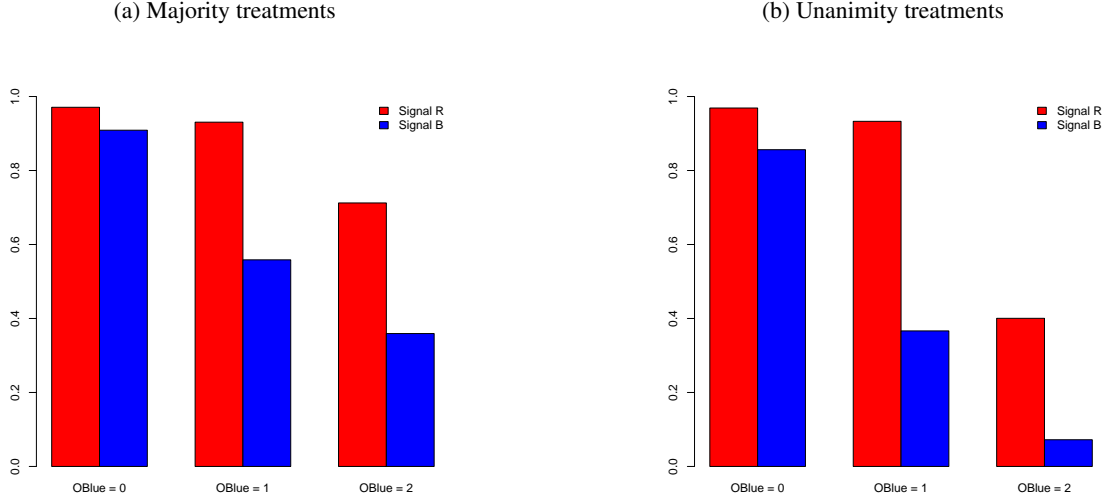 (a) Majority treatments
1.0
0.8
0.6
0.4
0.2
0.0
Signal R
Signal B
OBlue = 0
OBlue = 1
OBlue = 2
(b) Unanimity treatments
1.0
0.8
0.6
0.4
0.2
0.0
Signal R
Signal B
OBlue = 0
OBlue = 1
OBlue = 2